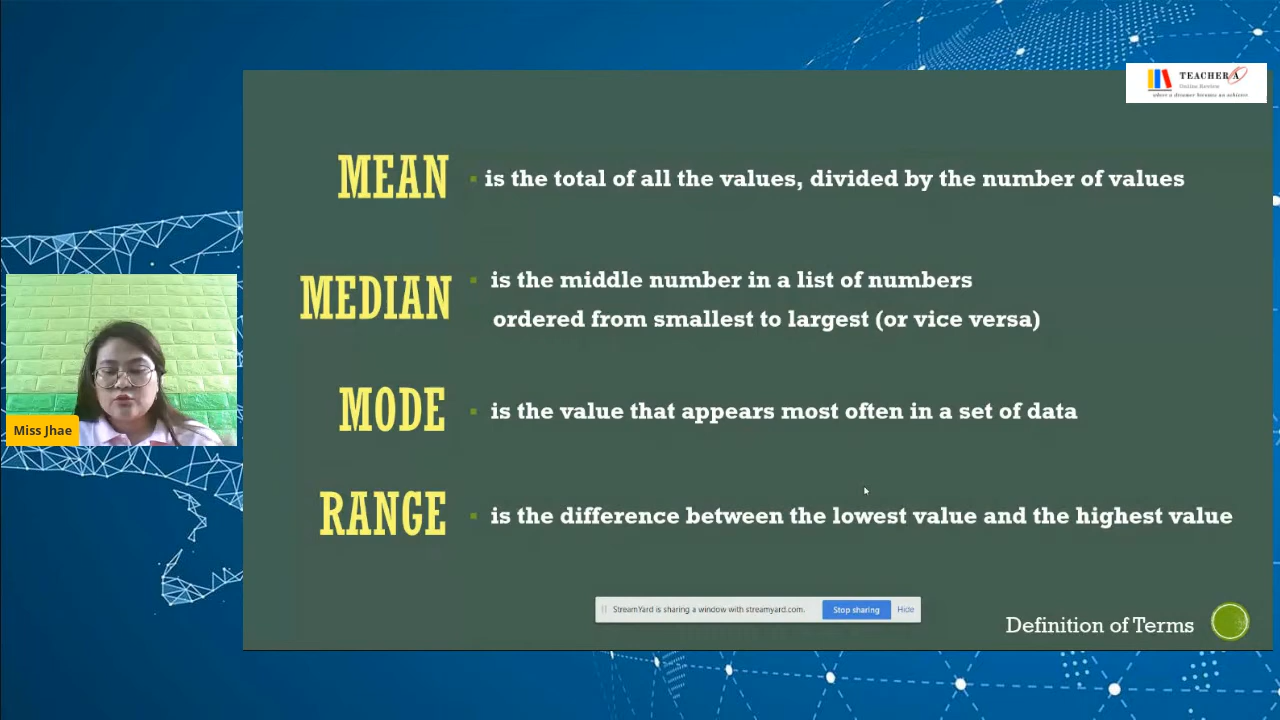 TEACHER A
Online Review
MEAN
is the total of all the values, divided by the number of values
MEDIAN
is the middle number in a list of numbers
ordered from smallest to largest (or vice versa)
MODE
is the value that appears most often in a set of data
Miss Jhae
RANGE
is the difference between the lowest value and the highest value
StreamYard is sharing a window with streamyard.com.
Stop sharing
Hide
Definition of Terms